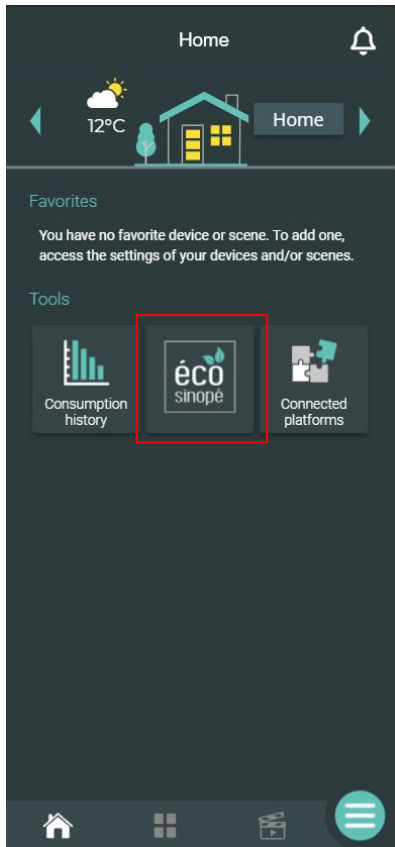 Home
12°C
Home
Favorites
You have no favorite device or scene. To add one,
access the settings of your devices and/or scenes.
Tools
éco
sinopé
Consumption
history
Connected
platforms